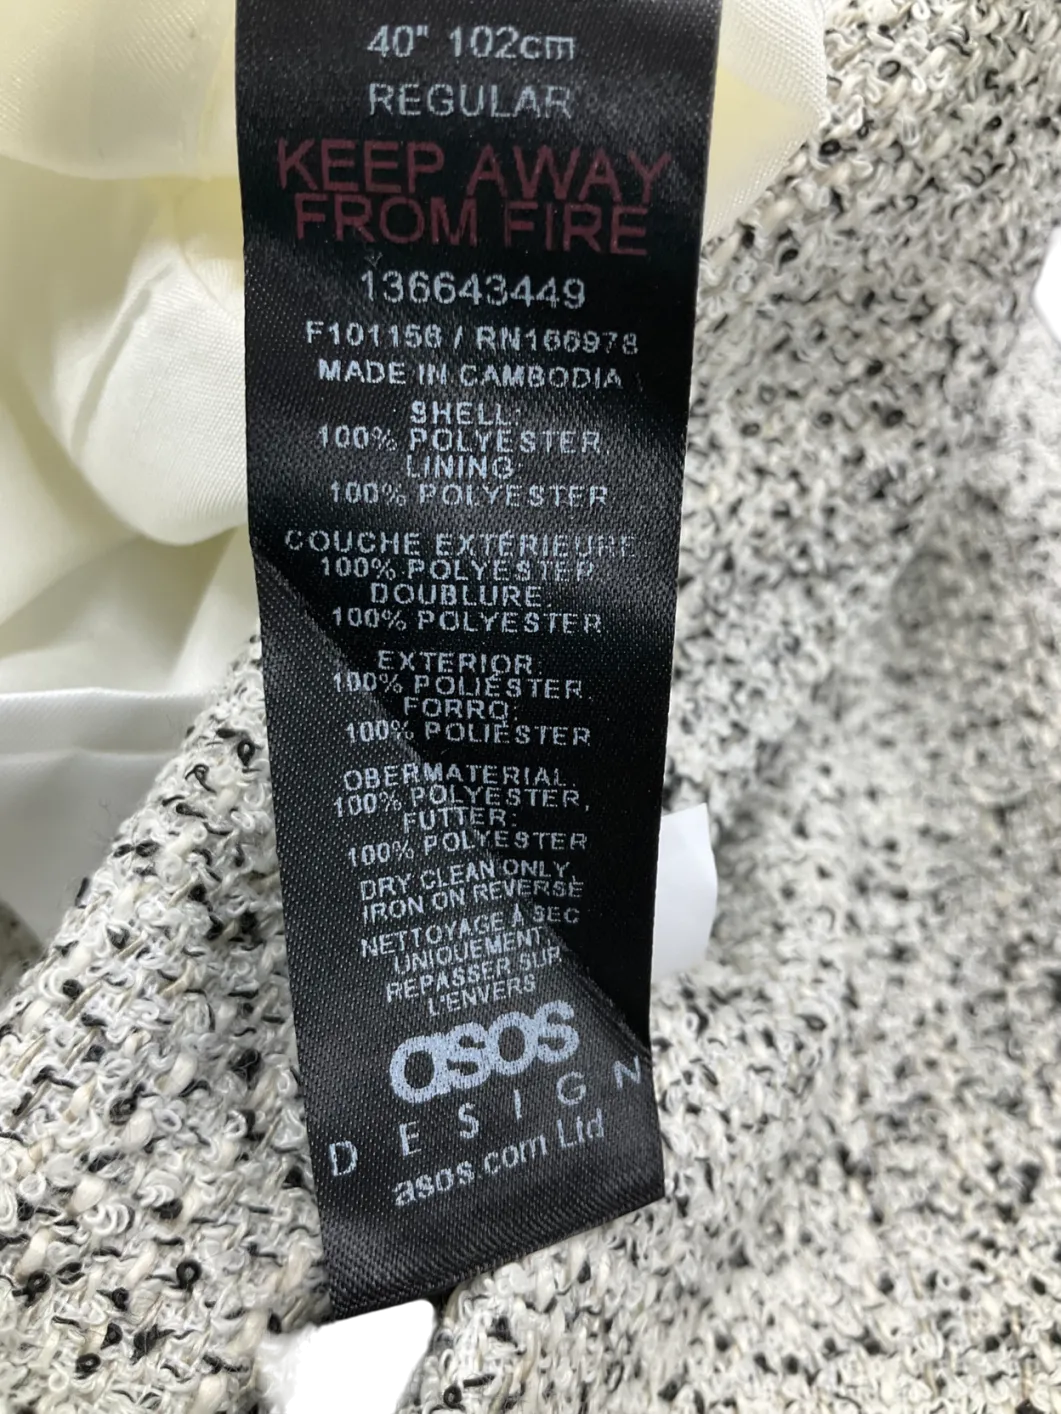 40" 102cm
REGULAR
KEEP AWAY
FROM FIRE
136643449
F101156 / RN166978
MADE IN CAMBODIA
SHELL:
100% POLYESTER,
LINING:
100% POLYESTER
COUCHE EXTÉRIEURE:
100% POLYESTER,
DOUBLURE:
100% POLYESTER
EXTERIOR:
100% POLIÉSTER,
FORRO:
100% POLIÉSTER
OBERMATERIAL:
100% POLYESTER,
FUTTER:
100% POLYESTER
DRY CLEAN ONLY,
IRON ON REVERSE
NETTOYAGE À SEC
UNIQUEMENT,
REPASSER SUR
L'ENVERS
asos
DESIGN
asos.com Ltd